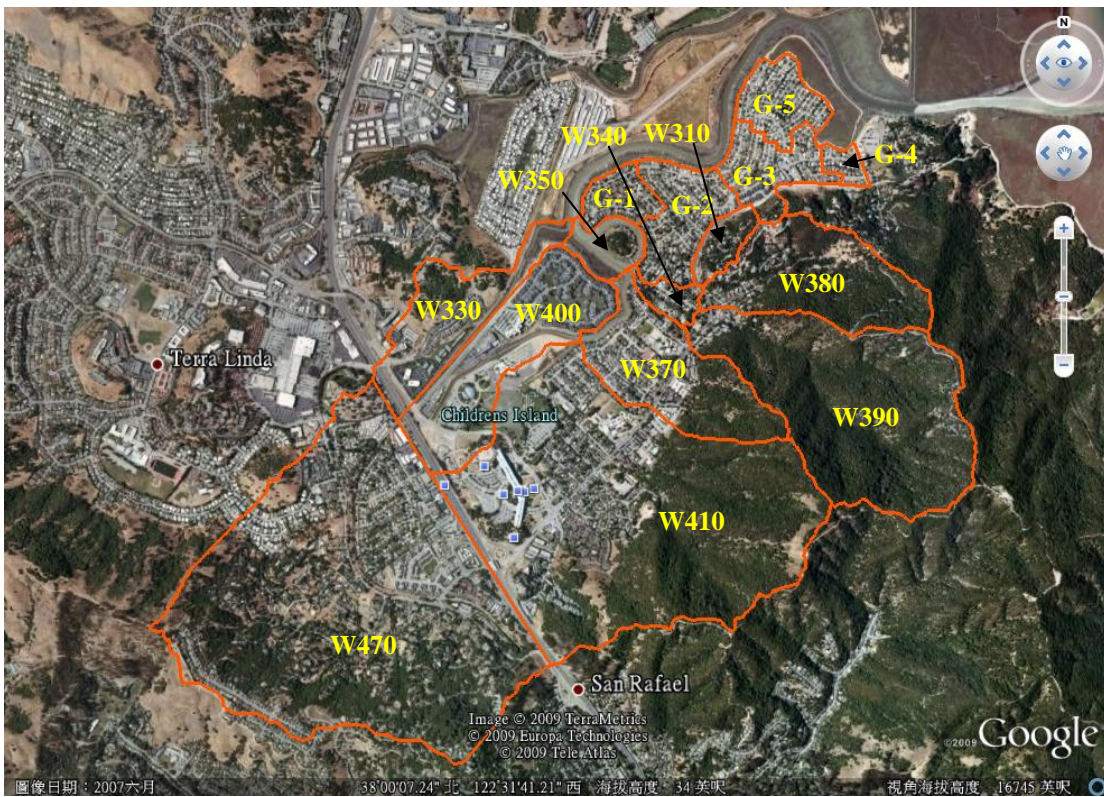 N
G-5
W340
W310
G-4
W350
G-1
G-2
G-3
W380
W330
W400
Terra Linda
W370
Childrens Island
W390
W410
W470
San Rafael
Image © 2009 TerraMetrics
© 2009 Europa Technologies
© 2009 Tele Atlas
©2009 Google
圖像日期：2007六月
38°00'07.24" 北 122°31'41.21" 西 海拔高度 34 英呎
視角海拔高度 16745 英呎